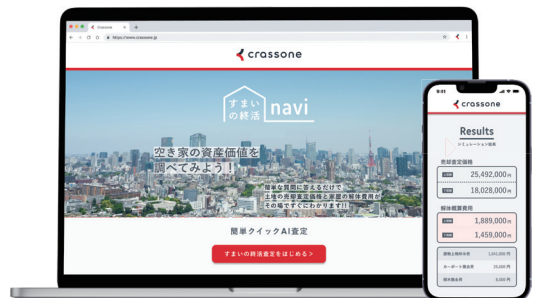 Crassone
https://www.crassone.jp
crassone
すまい
の終活
navi
空き家の資産価値を
調べてみよう！
簡単な質問に答えるだけで
土地の売却査定価格と家屋の解体費用が
その場ですぐにわかります!!
簡単クイックAI査定
すまいの終活査定をはじめる＞
9:41
crassone
Results
シミュレーション結果
売却査定価格
25,492,000円
18,028,000円
解体概算費用
1,889,000円
1,459,000円